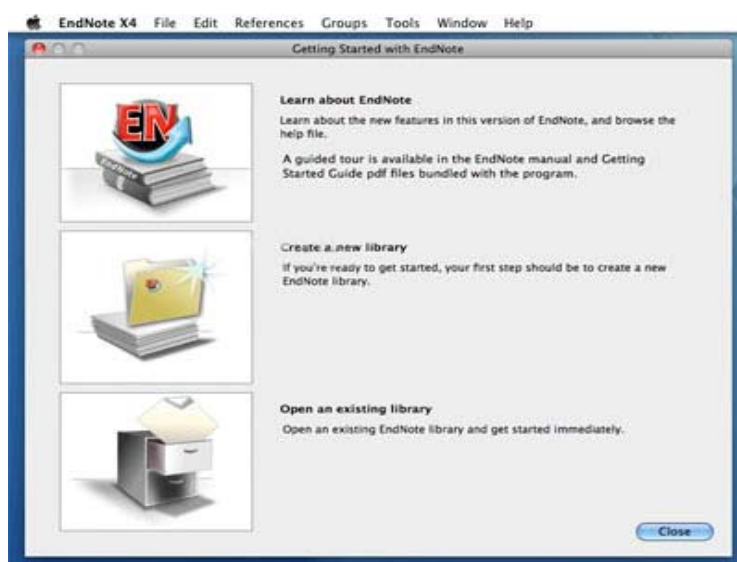 EndNote X4 File Edit References Groups Tools Window Help
Getting Started with EndNote
EN
EndNote
Learn about EndNote
Learn about the new features in this version of EndNote, and browse the
help file.
A guided tour is available in the EndNote manual and Getting
Started Guide pdf files bundled with the program.
Create a new library
If you're ready to get started, your first step should be to create a new
EndNote library.
Open an existing library
Open an existing EndNote library and get started immediately.
Close